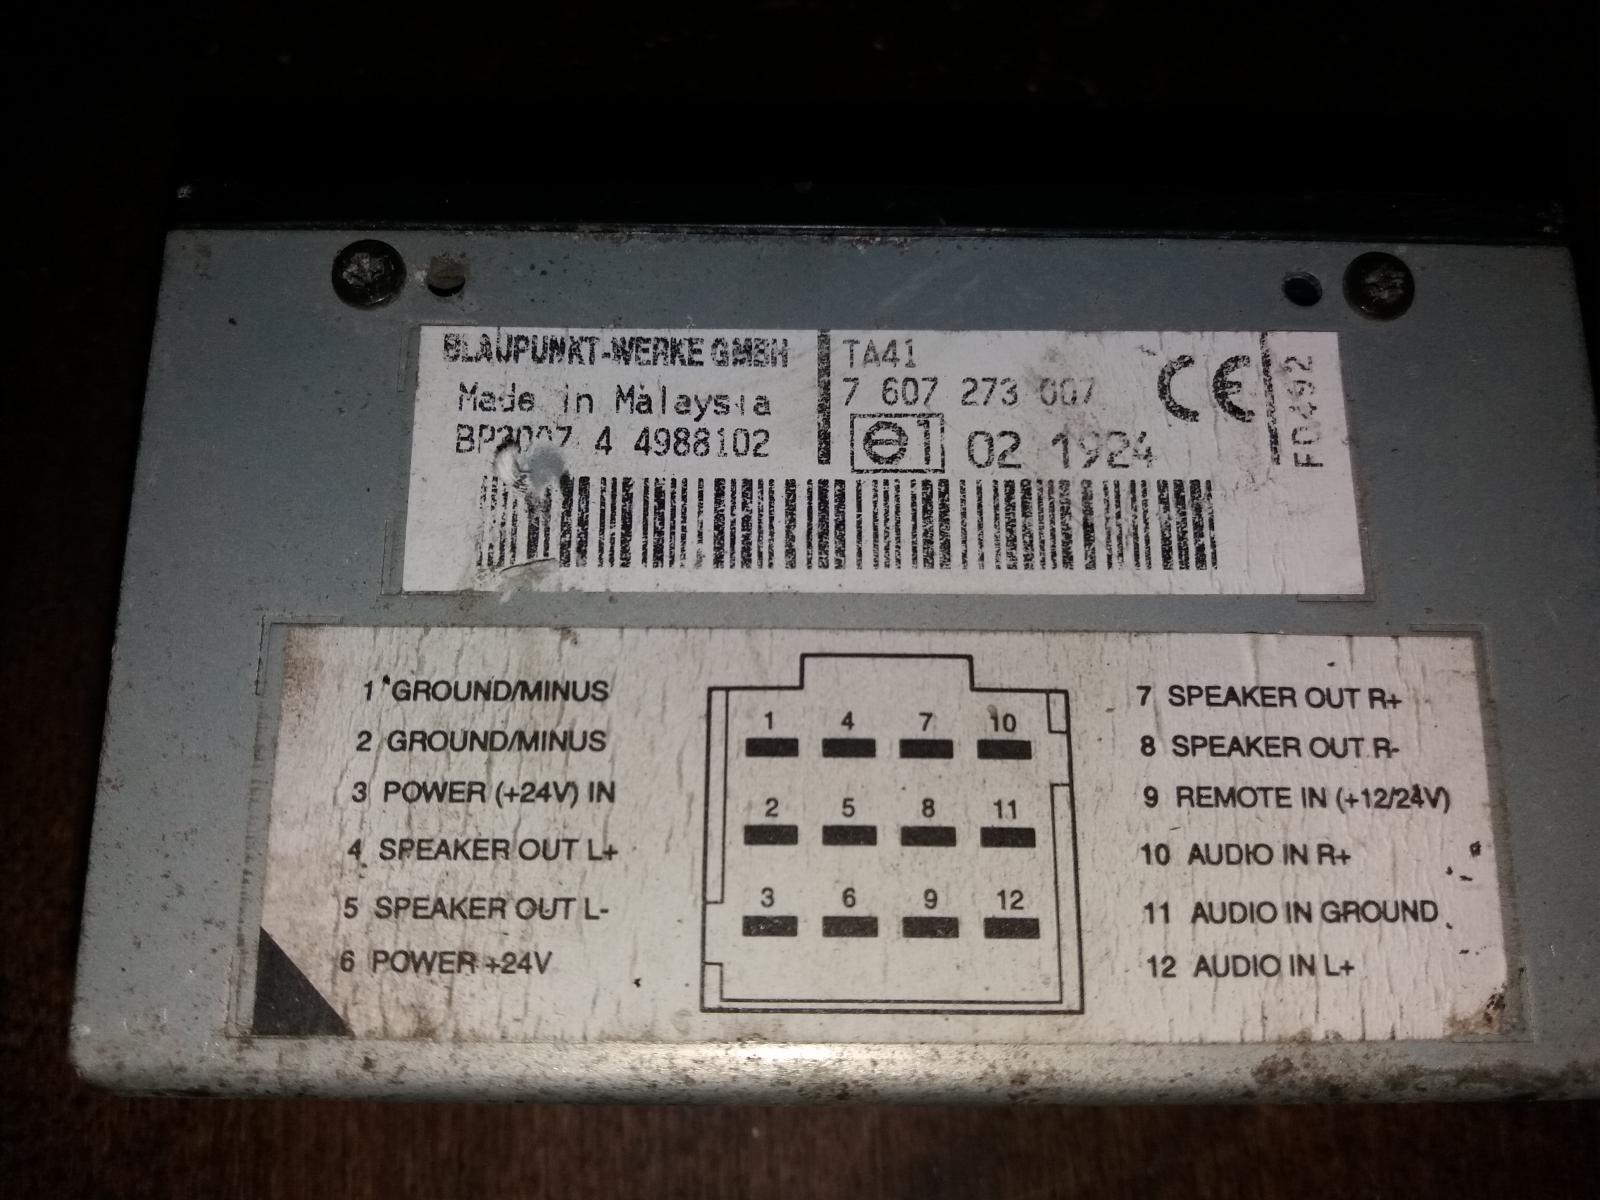 BLAUPUNKT-WERKE GMBH
Made in Malaysia
4 4988102
TA41
7 607 273 007
CE
e1 02 1924
FD492
1 GROUND/MINUS
2 GROUND/MINUS
3 POWER (+24V) IN
4 SPEAKER OUT L+
5 SPEAKER OUT L-
6 POWER +24V
1 4 7 10
2 5 8 11
3 6 9 12
7 SPEAKER OUT R+
8 SPEAKER OUT R-
9 REMOTE IN (+12/24V)
10 AUDIO IN R+
11 AUDIO IN GROUND
12 AUDIO IN L+